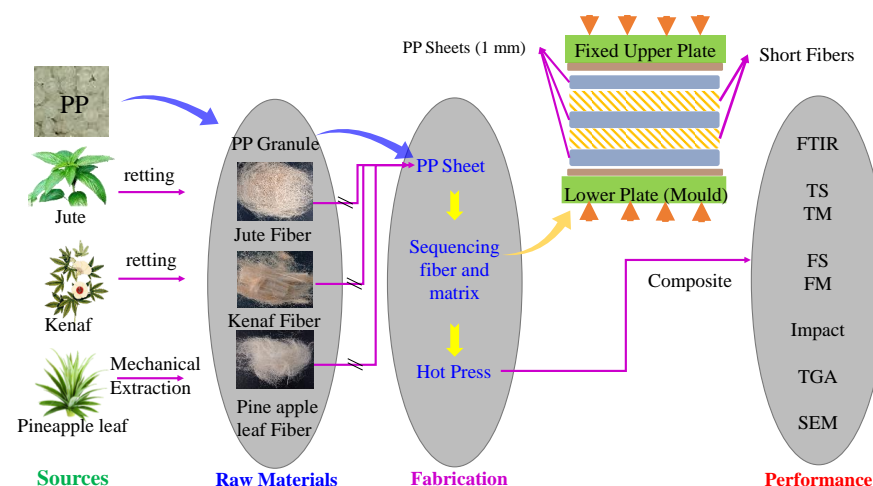 PP
retting
Jute
retting
Kenaf
Mechanical
Extraction
Pineapple leaf
Sources
PP Granule
Jute Fiber
Kenaf Fiber
Pine apple
leaf Fiber
Raw Materials
PP Sheet
Sequencing
fiber and
matrix
Hot Press
Fabrication
PP Sheets (1 mm)
Fixed Upper Plate
Short Fibers
Lower Plate (Mould)
Composite
FTIR
TS
TM
FS
FM
Impact
TGA
SEM
Performance